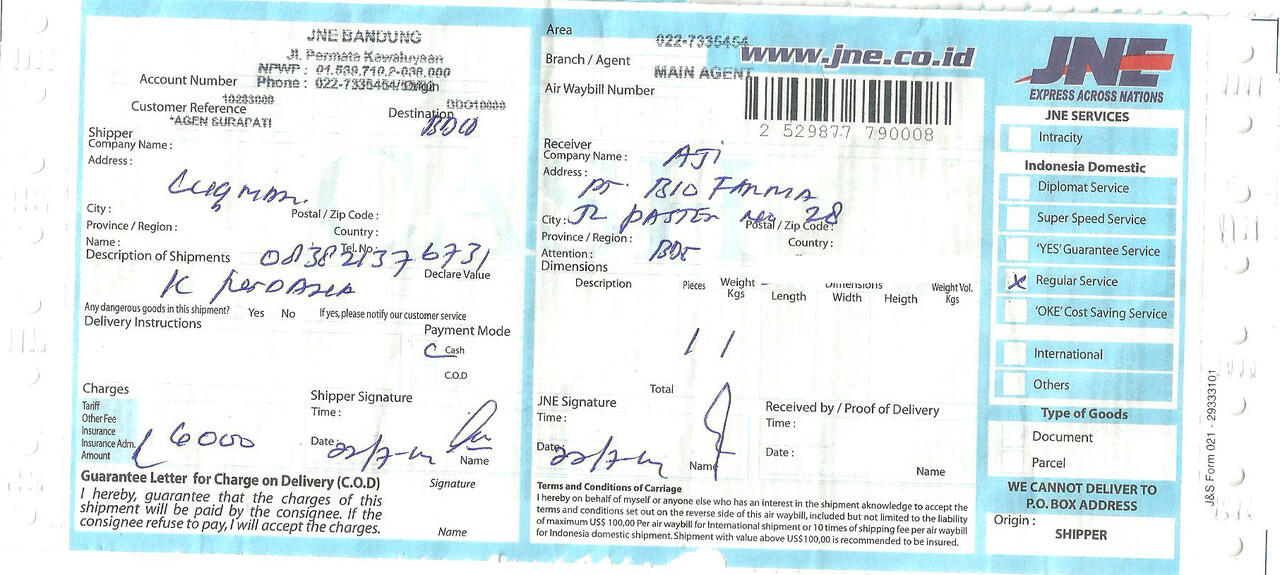 JNE BANDUNG
Jl. Permata Kawaluyaan
NPWP : 01.539.710.2-038.000
Phone : 022-7335454/
Account Number
Origin
10233000
Customer Reference
BDO10000
*AGEN SURAPATI
Destination
BDO
Shipper
Company Name :
Address :
Luqman
City :
Postal / Zip Code :
Province / Region :
Country :
Name :
Tel. No
Description of Shipments
Declare Value
K
Any dangerous goods in this shipment? Yes No If yes, please notify our customer service
Delivery Instructions
Payment Mode
Cash
C.O.D
Charges
Tariff
Other Fee
Insurance
Insurance Adm.
Amount
6000
Shipper Signature
Time :
Date :
Name
Guarantee Letter for Charge on Delivery (C.O.D)
I hereby, guarantee that the charges of this
shipment will be paid by the consignee. If the
consignee refuse to pay, I will accept the charges.
Signature
Name
Area
022-7335454
Branch / Agent
MAIN AGENT
www.jne.co.id
Air Waybill Number
2 529877 790008
Receiver
Company Name :
AJI
Address :
PT. BIO FARMA
City :
JL PASTER no 28
Postal / Zip Code :
Province / Region :
Country :
Attention :
Dimensions
Description Pieces Weight Kgs Length Width Heigth Weight Vol. Kgs
1 1
Total
JNE Signature
Time :
Date :
Name
Received by / Proof of Delivery
Time :
Date :
Name
Terms and Conditions of Carriage
I hereby on behalf of myself or anyone else who has an interest in the shipment aknowledge to accept the
terms and conditions set out on the reverse side of this air waybill, included but not limited to the liability
of maximum US$ 100,00 Per air waybill for International shipment or 10 times of shipping fee per air waybill
for Indonesia domestic shipment. Shipment with value above US$100,00 is recommended to be insured.
JNE
EXPRESS ACROSS NATIONS
JNE SERVICES
Intracity
Indonesia Domestic
Diplomat Service
Super Speed Service
'YES' Guarantee Service
x Regular Service
'OKE' Cost Saving Service
International
Others
Type of Goods
Document
Parcel
WE CANNOT DELIVER TO
P.O. BOX ADDRESS
Origin :
SHIPPER
J&S Form 021 - 29333101